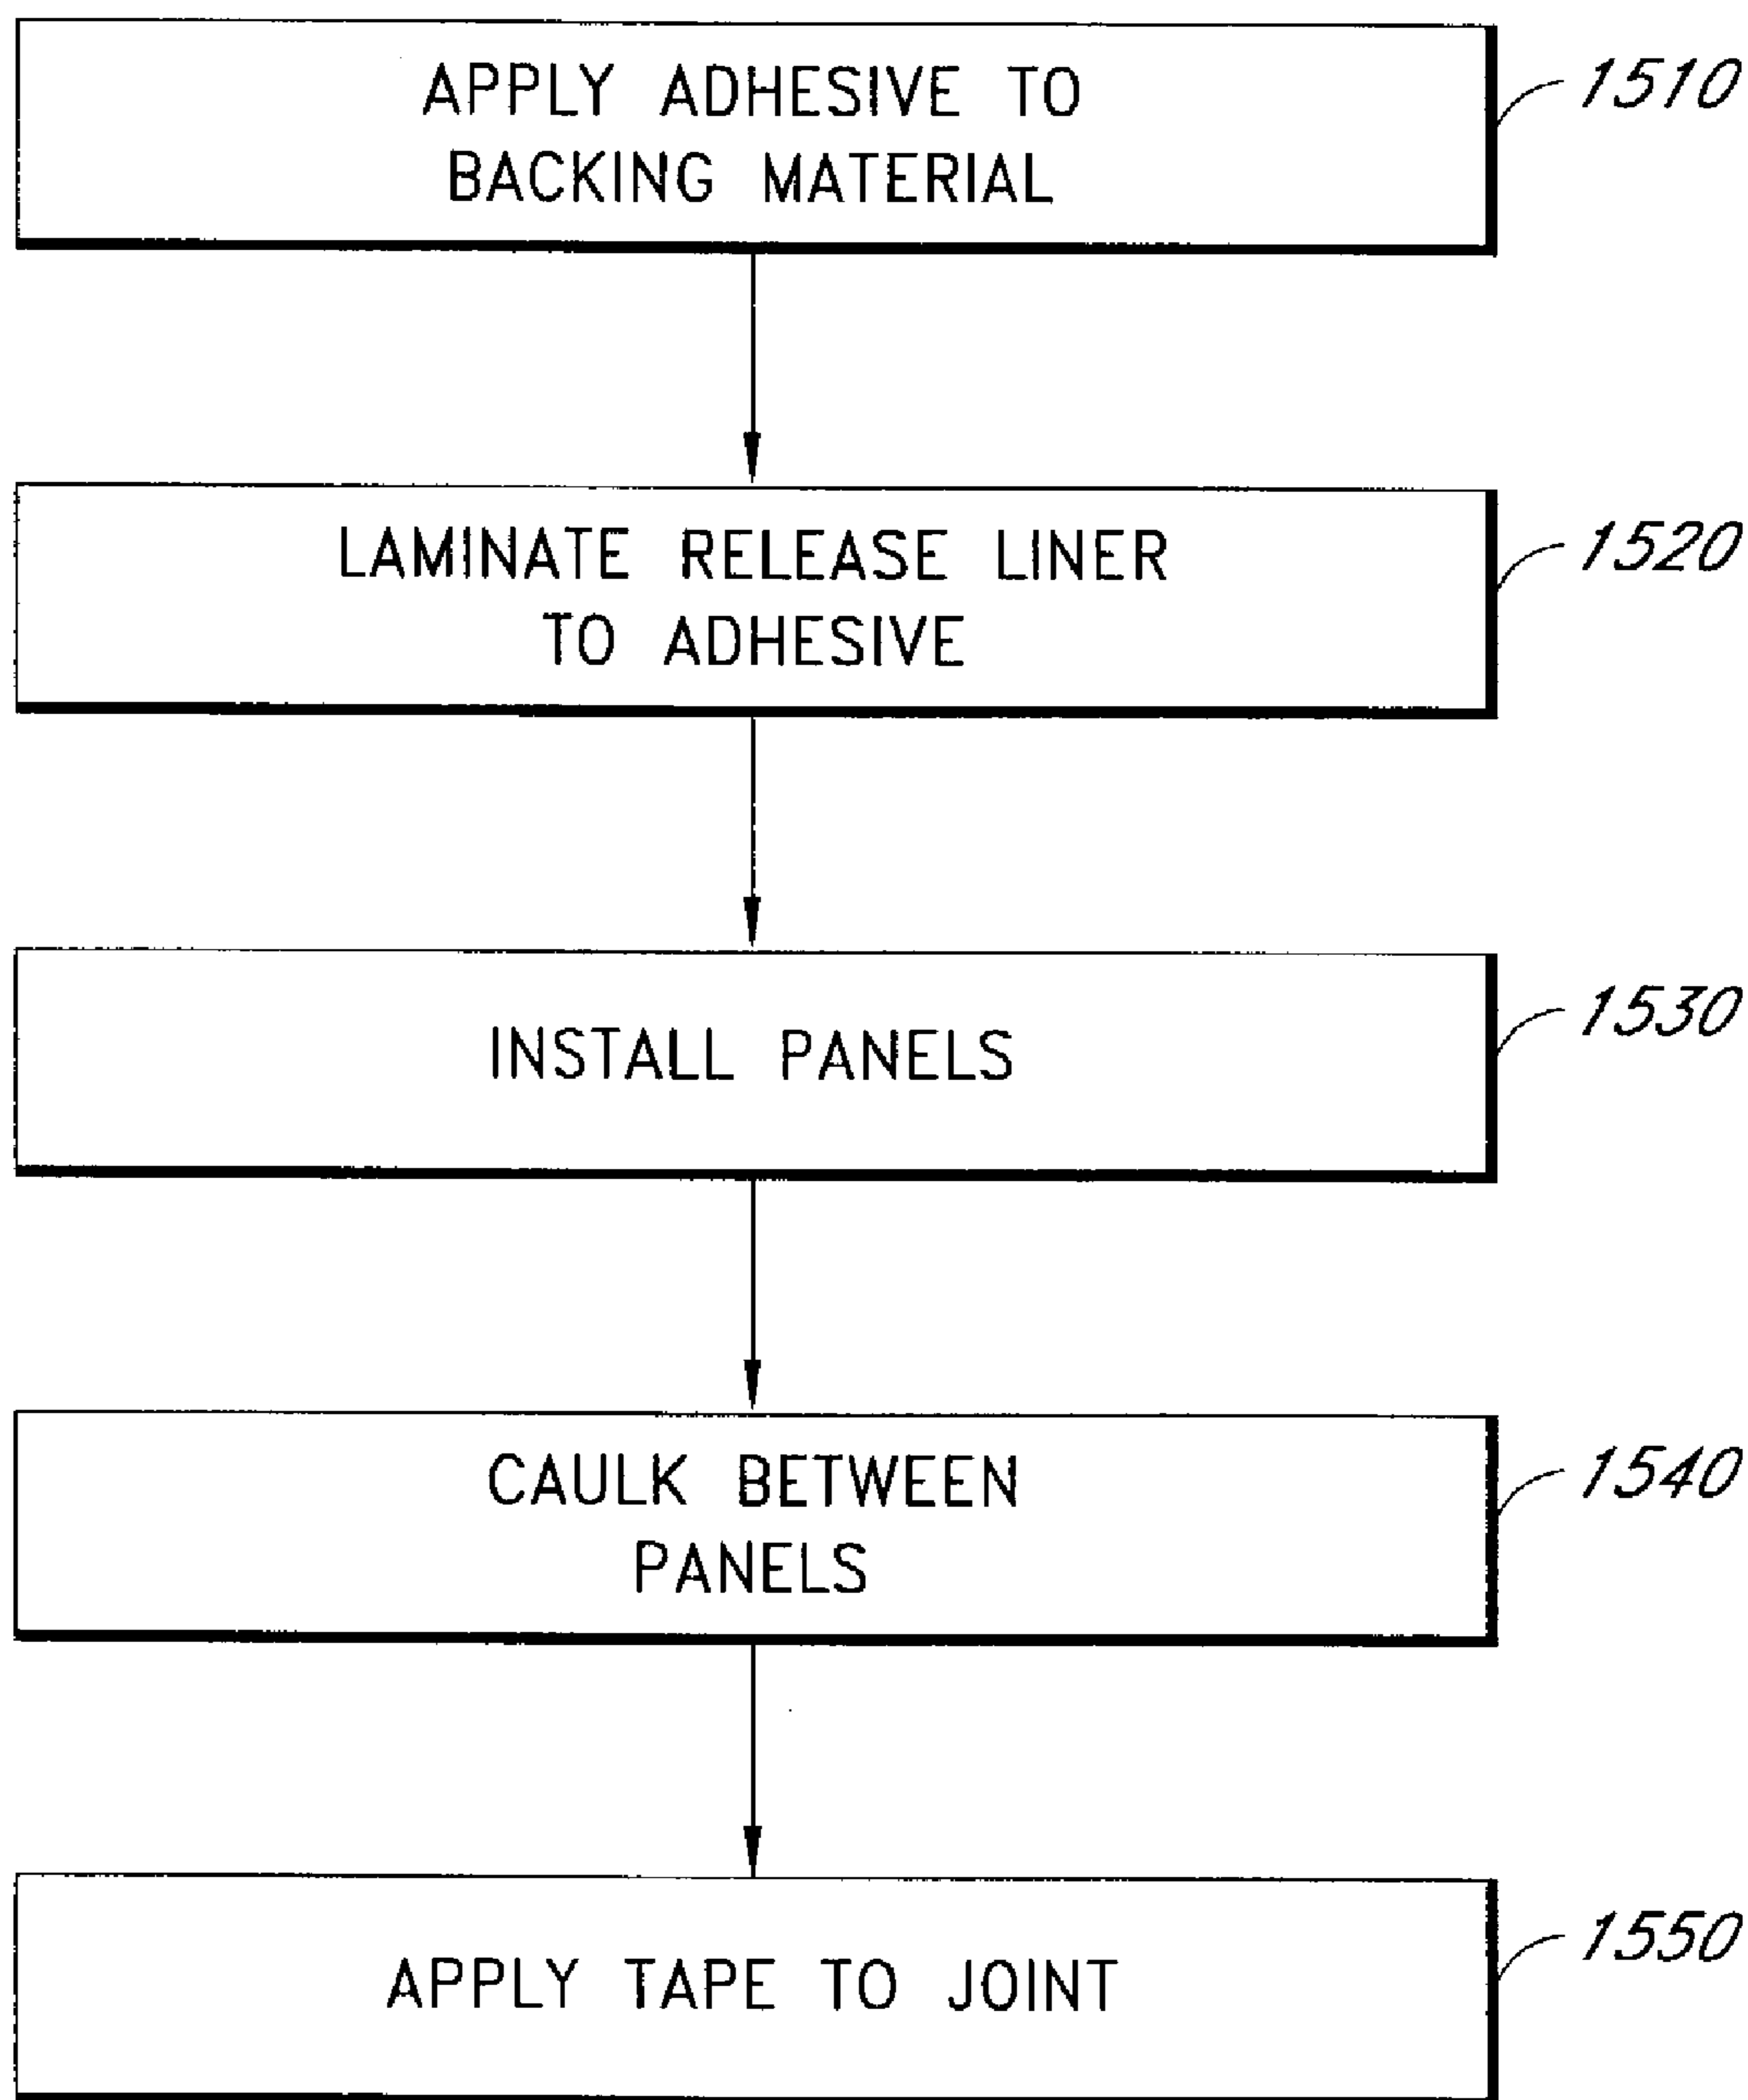 APPLY ADHESIVE TO
BACKING MATERIAL
1510
LAMINATE RELEASE LINER
TO ADHESIVE
1520
INSTALL PANELS
1530
CAULK BETWEEN
PANELS
1540
APPLY TAPE TO JOINT
1550